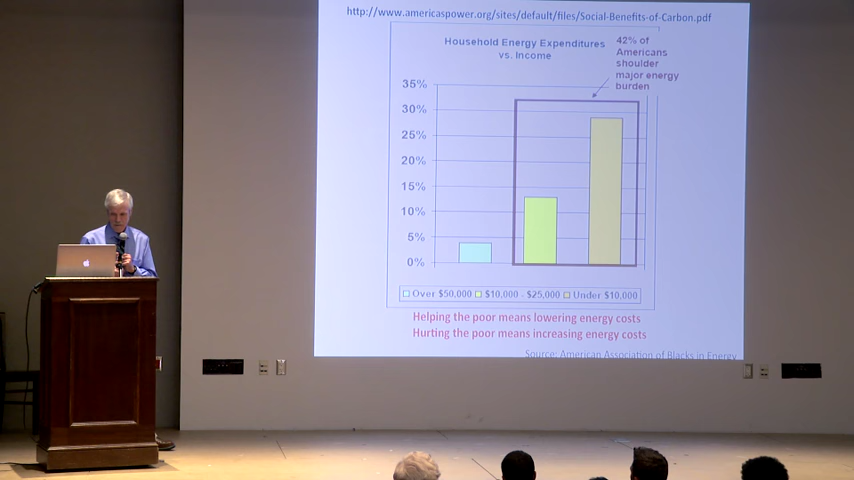 http://www.americaspower.org/sites/default/files/Social-Benefits-of-Carbon.pdf
Household Energy Expenditures
vs. Income
42% of
Americans
shoulder
major energy
burden
35%
30%
25%
20%
15%
10%
5%
0%
Over $50,000 $10,000 - $25,000 Under $10,000
Helping the poor means lowering energy costs
Hurting the poor means increasing energy costs
Source: American Association of Blacks in Energy